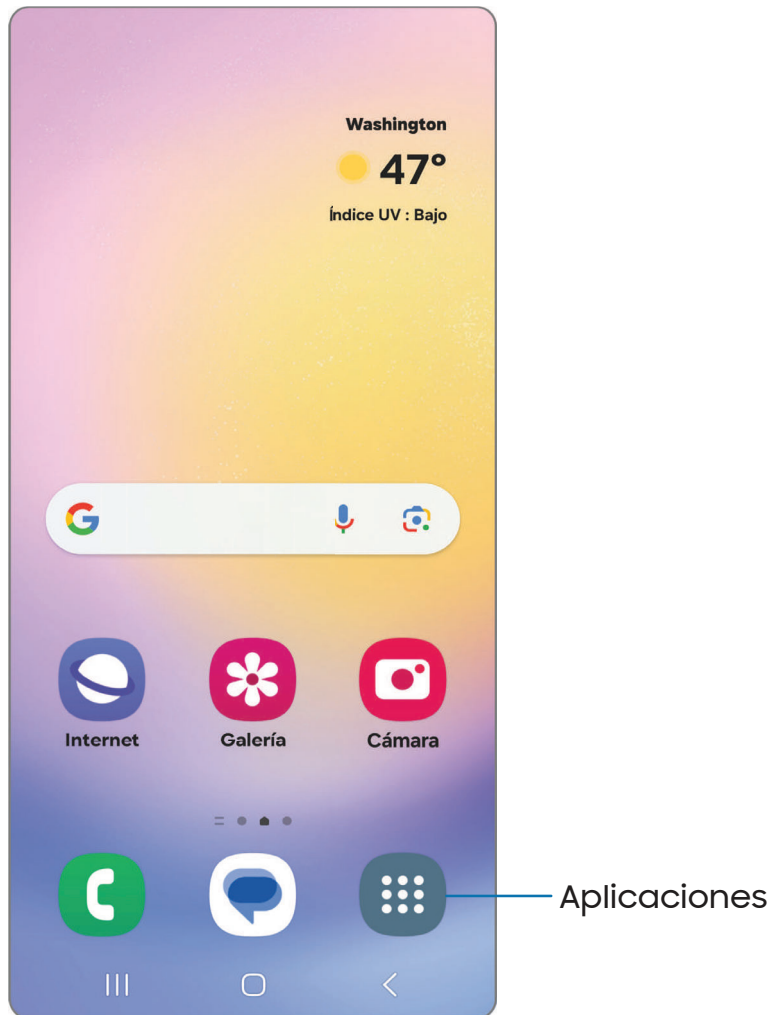 Washington
47°
Índice UV : Bajo
Internet
Galería
Cámara
Aplicaciones